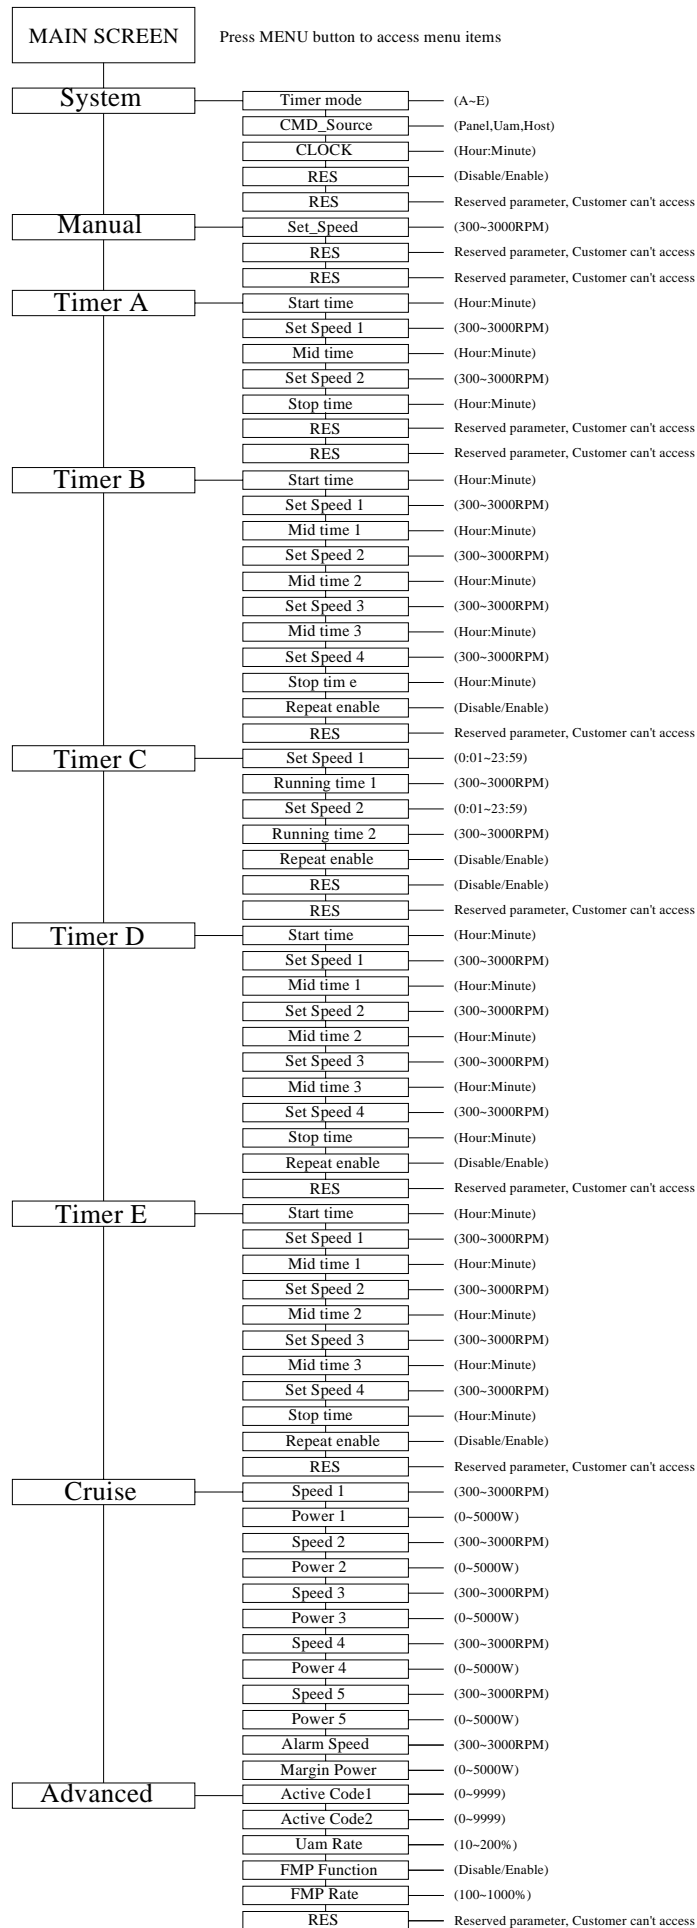 MAIN SCREEN Press MENU button to access menu items
System Timer mode (A~E)
CMD_Source (Panel,Uam,Host)
CLOCK (Hour:Minute)
RES (Disable/Enable)
RES Reserved parameter, Customer can't access
Manual Set_Speed (300~3000RPM)
RES Reserved parameter, Customer can't access
RES Reserved parameter, Customer can't access
Timer A Start time (Hour:Minute)
Set Speed 1 (300~3000RPM)
Mid time (Hour:Minute)
Set Speed 2 (300~3000RPM)
Stop time (Hour:Minute)
RES Reserved parameter, Customer can't access
RES Reserved parameter, Customer can't access
Timer B Start time (Hour:Minute)
Set Speed 1 (300~3000RPM)
Mid time 1 (Hour:Minute)
Set Speed 2 (300~3000RPM)
Mid time 2 (Hour:Minute)
Set Speed 3 (300~3000RPM)
Mid time 3 (Hour:Minute)
Set Speed 4 (300~3000RPM)
Stop tim e (Hour:Minute)
Repeat enable (Disable/Enable)
RES Reserved parameter, Customer can't access
Timer C Set Speed 1 (0:01~23:59)
Running time 1 (300~3000RPM)
Set Speed 2 (0:01~23:59)
Running time 2 (300~3000RPM)
Repeat enable (Disable/Enable)
RES (Disable/Enable)
RES Reserved parameter, Customer can't access
Timer D Start time (Hour:Minute)
Set Speed 1 (300~3000RPM)
Mid time 1 (Hour:Minute)
Set Speed 2 (300~3000RPM)
Mid time 2 (Hour:Minute)
Set Speed 3 (300~3000RPM)
Mid time 3 (Hour:Minute)
Set Speed 4 (300~3000RPM)
Stop time (Hour:Minute)
Repeat enable (Disable/Enable)
RES Reserved parameter, Customer can't access
Timer E Start time (Hour:Minute)
Set Speed 1 (300~3000RPM)
Mid time 1 (Hour:Minute)
Set Speed 2 (300~3000RPM)
Mid time 2 (Hour:Minute)
Set Speed 3 (300~3000RPM)
Mid time 3 (Hour:Minute)
Set Speed 4 (300~3000RPM)
Stop time (Hour:Minute)
Repeat enable (Disable/Enable)
RES Reserved parameter, Customer can't access
Cruise Speed 1 (300~3000RPM)
Power 1 (0~5000W)
Speed 2 (300~3000RPM)
Power 2 (0~5000W)
Speed 3 (300~3000RPM)
Power 3 (0~5000W)
Speed 4 (300~3000RPM)
Power 4 (0~5000W)
Speed 5 (300~3000RPM)
Power 5 (0~5000W)
Alarm Speed (300~3000RPM)
Margin Power (0~5000W)
Advanced Active Code1 (0~9999)
Active Code2 (0~9999)
Uam Rate (10~200%)
FMP Function (Disable/Enable)
FMP Rate (100~1000%)
RES Reserved parameter, Customer can't access